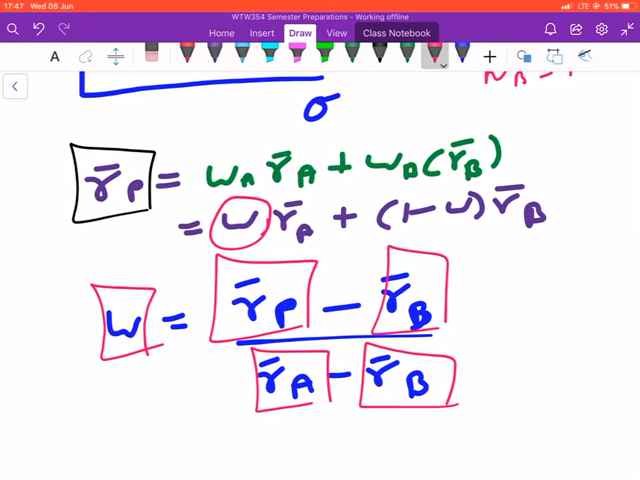 17:47 Wed 08 Jun LTE 51%
WTW354 Semester Preparations - Working offline
Home Insert Draw View Class Notebook
σ
r̄P = wA r̄A + wB (r̄B)
= w r̄A + (1-w) r̄B
w = r̄P - r̄B
r̄A - r̄B